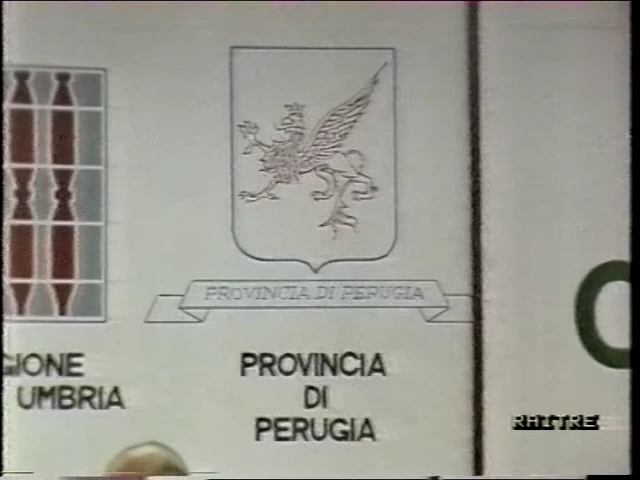 PROVINCIA DI PERUGIA
GIONE
UMBRIA
PROVINCIA
DI
PERUGIA
RAITRE